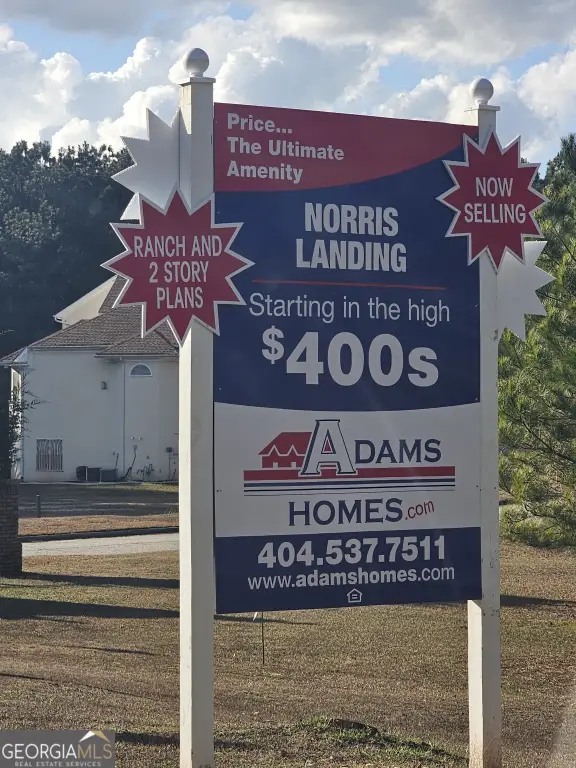 Price...
The Ultimate
Amenity
NOW
SELLING
NORRIS
LANDING
RANCH AND
2 STORY
PLANS
Starting in the high
$400s
ADAMS
HOMES.com
404.537.7511
www.adamshomes.com
GEORGIAMLS
REAL ESTATE SERVICES